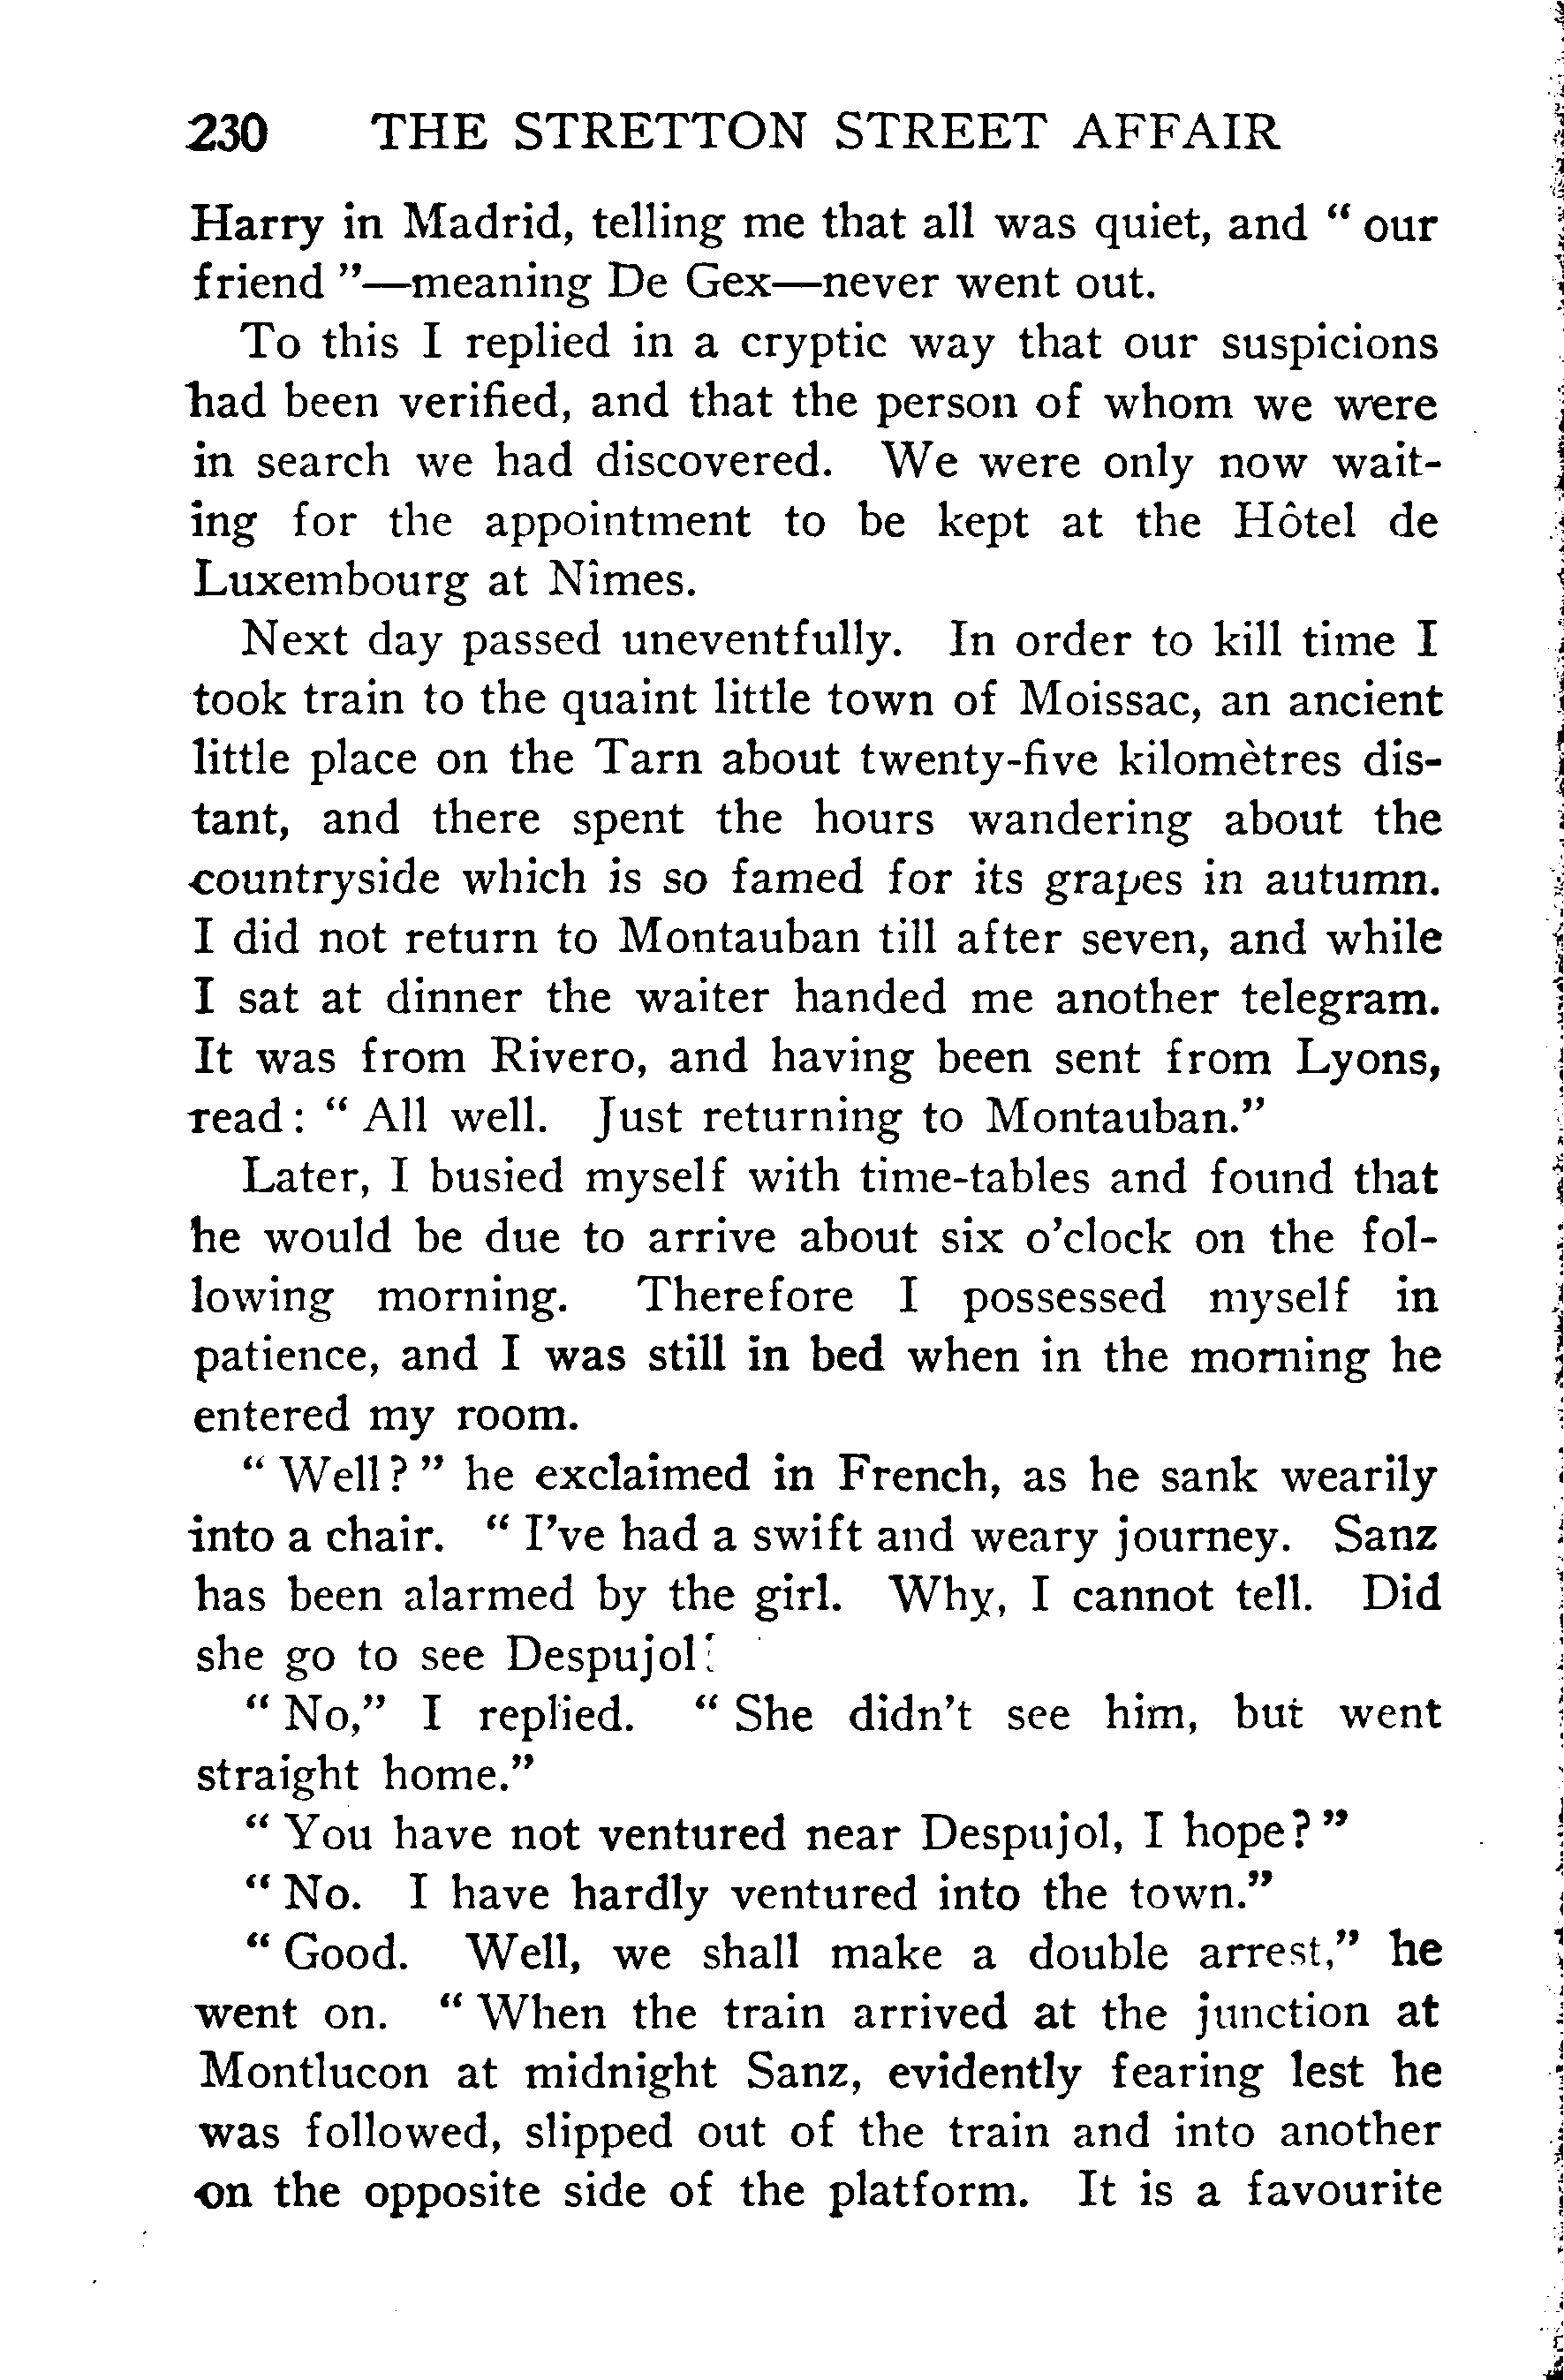 230 THE STRETTON STREET AFFAIR
Harry in Madrid, telling me that all was quiet, and “ our
friend ”—meaning De Gex—never went out.
To this I replied in a cryptic way that our suspicions
had been verified, and that the person of whom we were
in search we had discovered. We were only now wait-
ing for the appointment to be kept at the Hôtel de
Luxembourg at Nîmes.
Next day passed uneventfully. In order to kill time I
took train to the quaint little town of Moissac, an ancient
little place on the Tarn about twenty-five kilomètres dis-
tant, and there spent the hours wandering about the
countryside which is so famed for its grapes in autumn.
I did not return to Montauban till after seven, and while
I sat at dinner the waiter handed me another telegram.
It was from Rivero, and having been sent from Lyons,
read: “ All well. Just returning to Montauban.”
Later, I busied myself with time-tables and found that
he would be due to arrive about six o’clock on the fol-
lowing morning. Therefore I possessed myself in
patience, and I was still in bed when in the morning he
entered my room.
“ Well? ” he exclaimed in French, as he sank wearily
into a chair. “ I’ve had a swift and weary journey. Sanz
has been alarmed by the girl. Why, I cannot tell. Did
she go to see Despujol
“ No,” I replied. “ She didn’t see him, but went
straight home.”
“ You have not ventured near Despujol, I hope? ”
“ No. I have hardly ventured into the town.”
“ Good. Well, we shall make a double arrest,” he
went on. “ When the train arrived at the junction at
Montlucon at midnight Sanz, evidently fearing lest he
was followed, slipped out of the train and into another
on the opposite side of the platform. It is a favourite